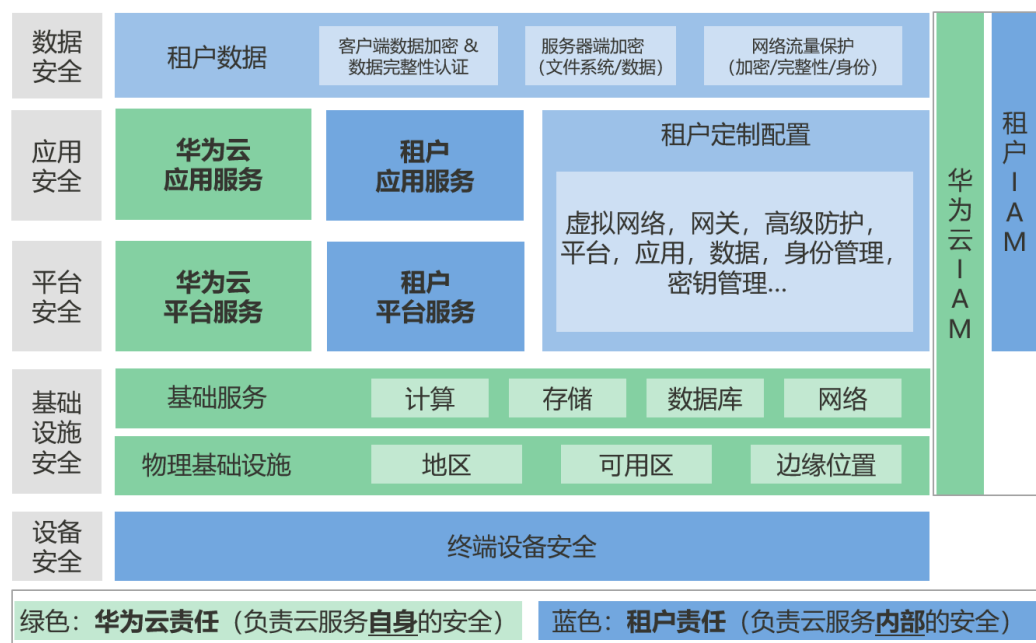 数据
安全
租户数据
客户端数据加密 &
数据完整性认证
服务器端加密
(文件系统/数据)
网络流量保护
(加密/完整性/身份)
应用
安全
华为云
应用服务
租户
应用服务
租户定制配置
虚拟网络，网关，高级防护，
平台，应用，数据，身份管理，
密钥管理...
平台
安全
华为云
平台服务
租户
平台服务
基础
设施
安全
基础服务
计算
存储
数据库
网络
物理基础设施
地区
可用区
边缘位置
设备
安全
终端设备安全
华为云IAM
租户IAM
绿色：华为云责任（负责云服务自身的安全）
蓝色：租户责任（负责云服务内部的安全）